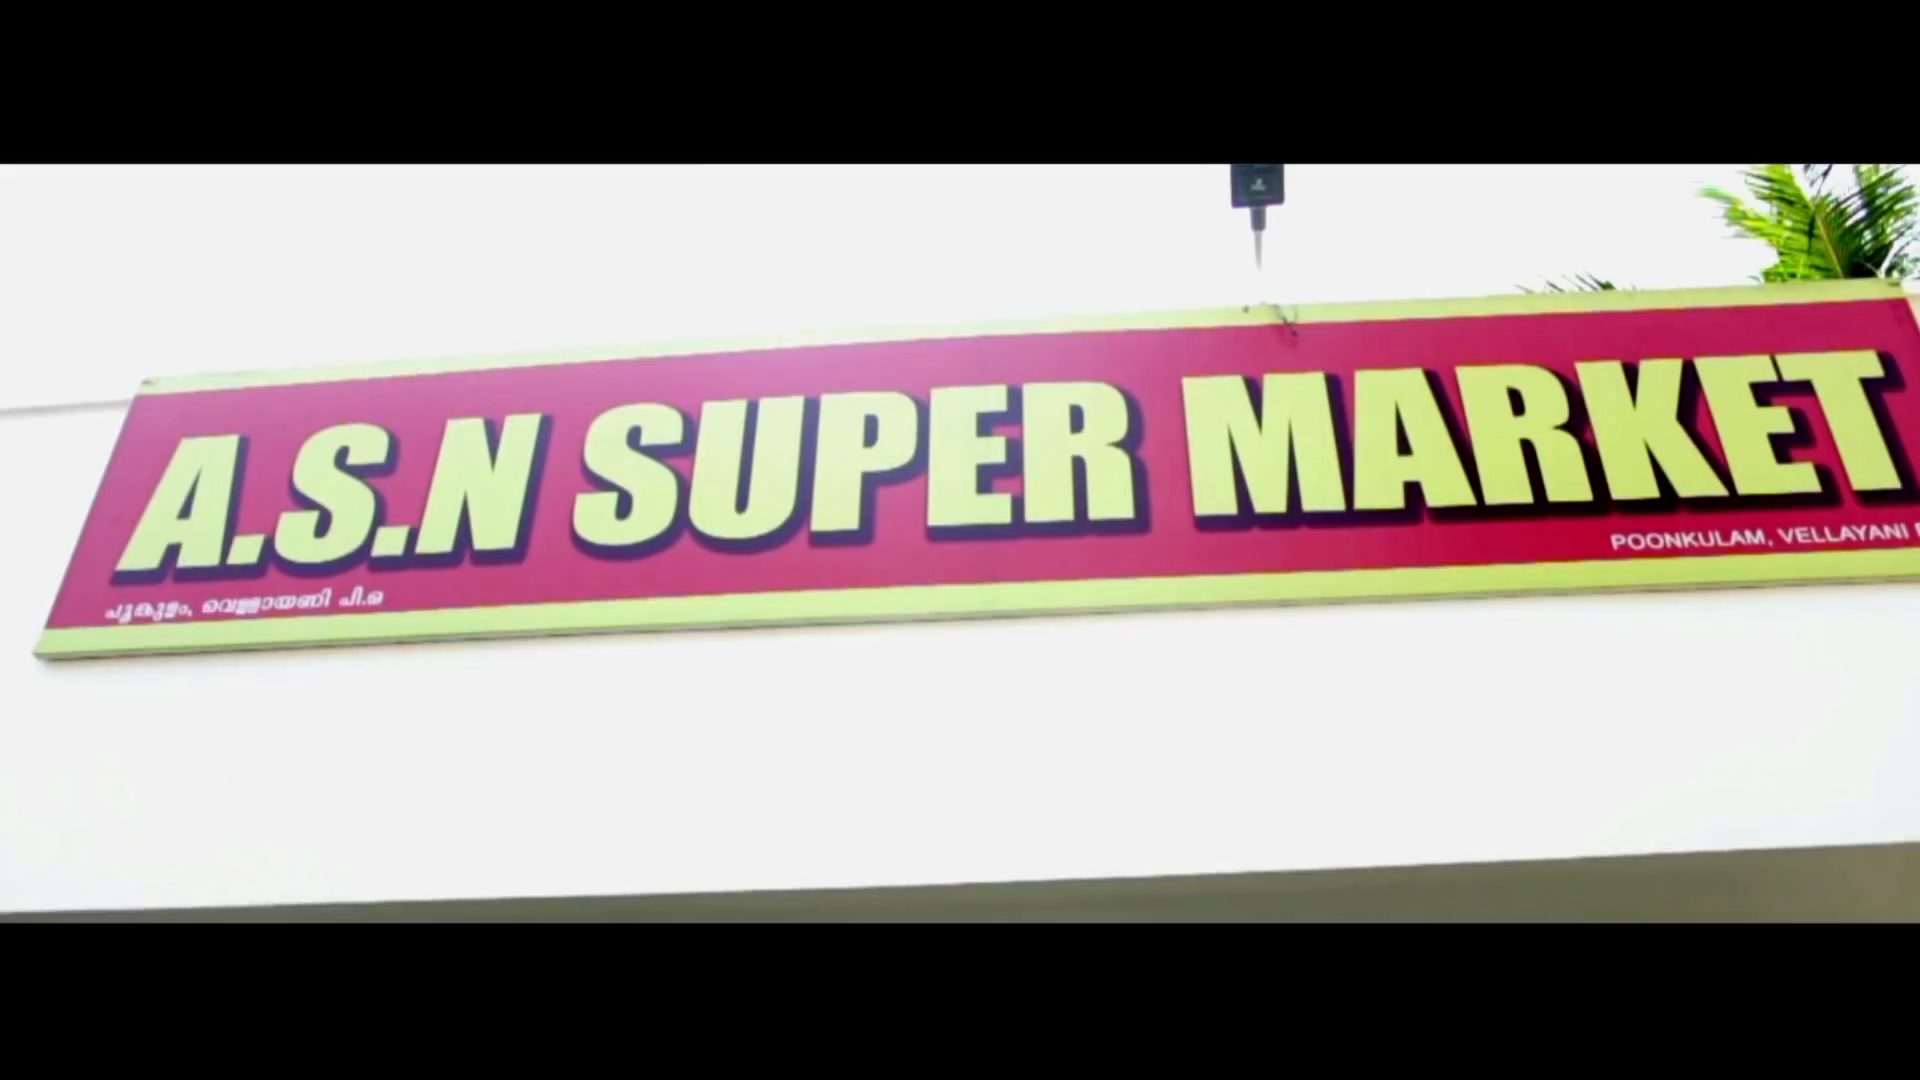 A.S.N SUPER MARKET
പൂങ്കുളം, വെള്ളായണി പി.ഒ
POONKULAM, VELLAYANI